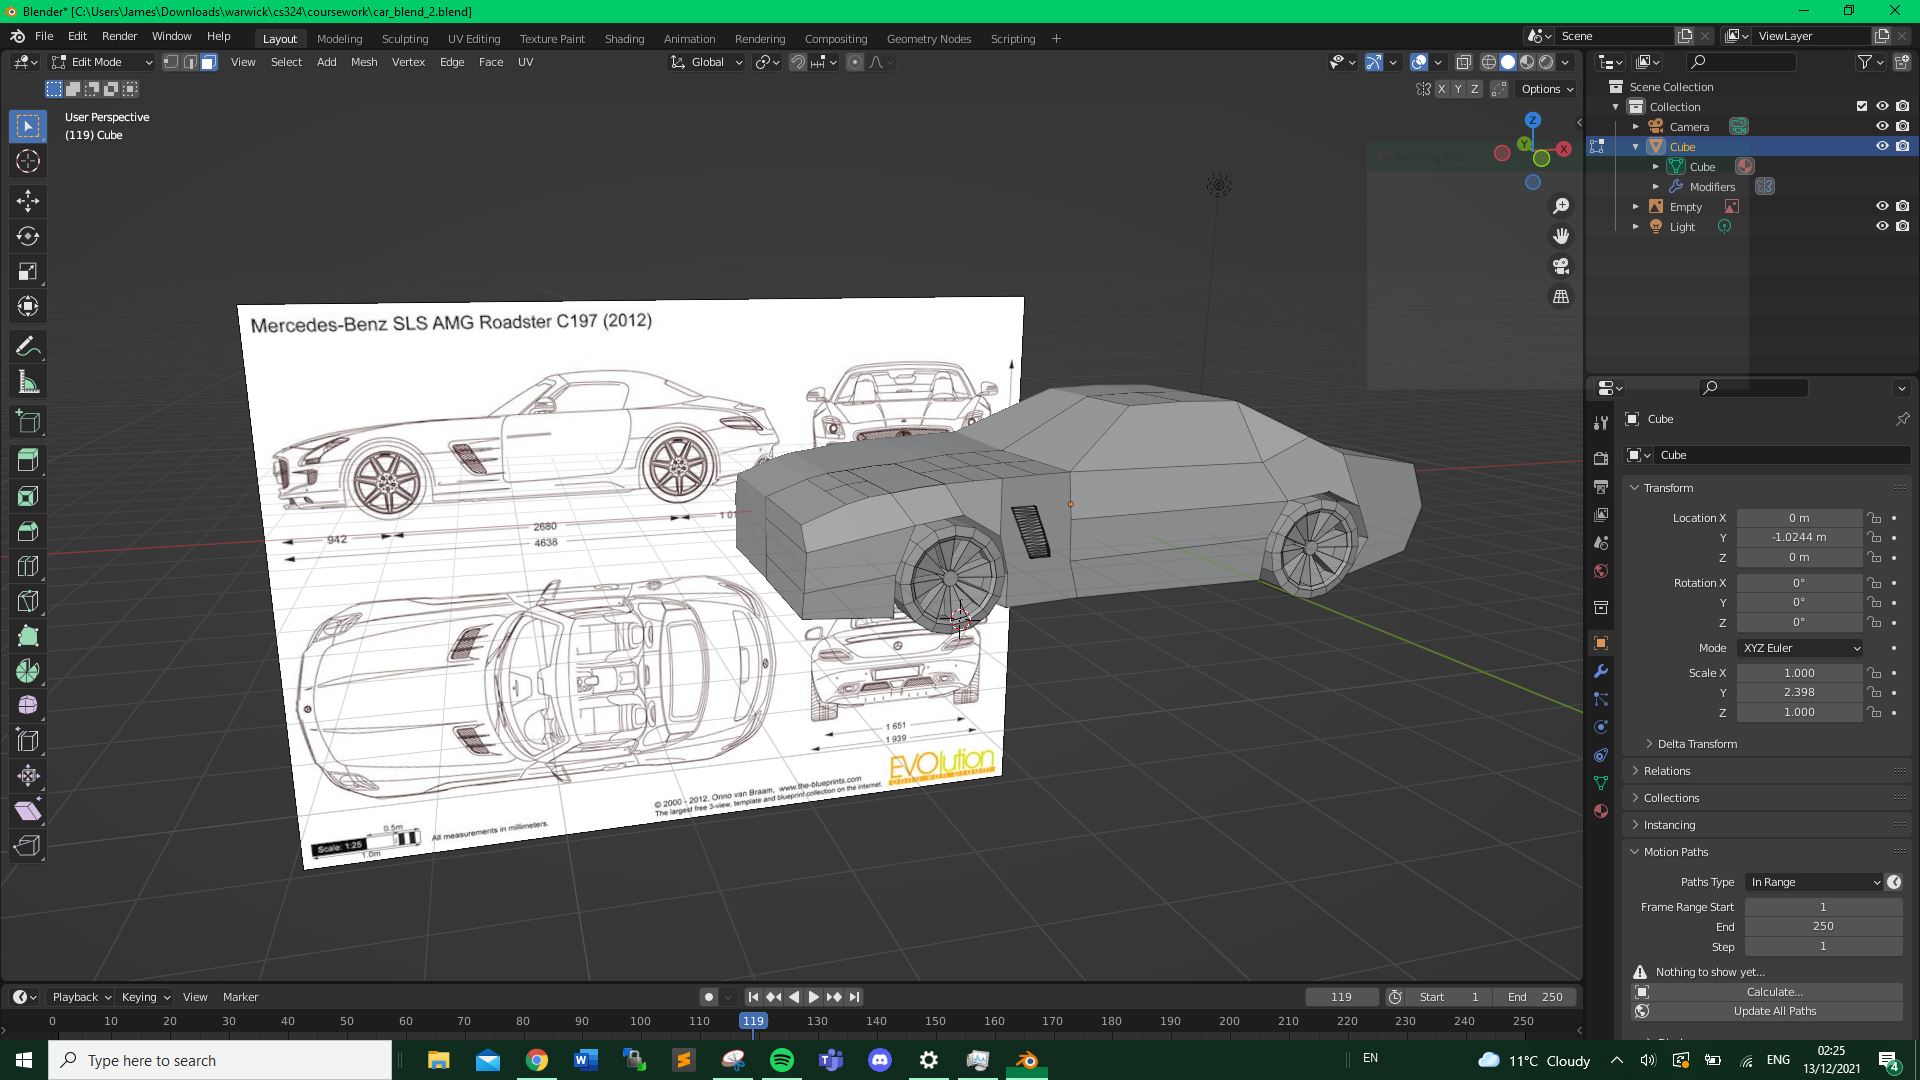 Blender* [C:\Users\James\Downloads\warwick\cs324\coursework\car_blend_2.blend]
File Edit Render Window Help Layout Modeling Sculpting UV Editing Texture Paint Shading Animation Rendering Compositing Geometry Nodes Scripting + Scene ViewLayer
Edit Mode View Select Add Mesh Vertex Edge Face UV Global
X Y Z Options
User Perspective
(119) Cube
Z
Y
X
Scene Collection
Collection
Camera
Cube
Cube
Modifiers
Empty
Light
Mercedes-Benz SLS AMG Roadster C197 (2012)
942
2680
4638
1 651
1 939
EVOlution
© 2000 - 2012, Onno van Braam, www.the-blueprints.com
The largest free 3-view, template and blueprint collection on the internet.
Scale: 1:25
0.5m
1.0m
All measurements in millimeters.
Cube
Cube
Transform
Location X 0 m
Y -1.0244 m
Z 0 m
Rotation X 0°
Y 0°
Z 0°
Mode XYZ Euler
Scale X 1.000
Y 2.398
Z 1.000
Delta Transform
Relations
Collections
Instancing
Motion Paths
Paths Type In Range
Frame Range Start 1
End 250
Step 1
Nothing to show yet...
Calculate...
Update All Paths
Playback Keying View Marker 119 Start 1 End 250
0 10 20 30 40 50 60 70 80 90 100 110 119 130 140 150 160 170 180 190 200 210 220 230 240 250
Type here to search
EN
11°C Cloudy
ENG
02:25
13/12/2021
4